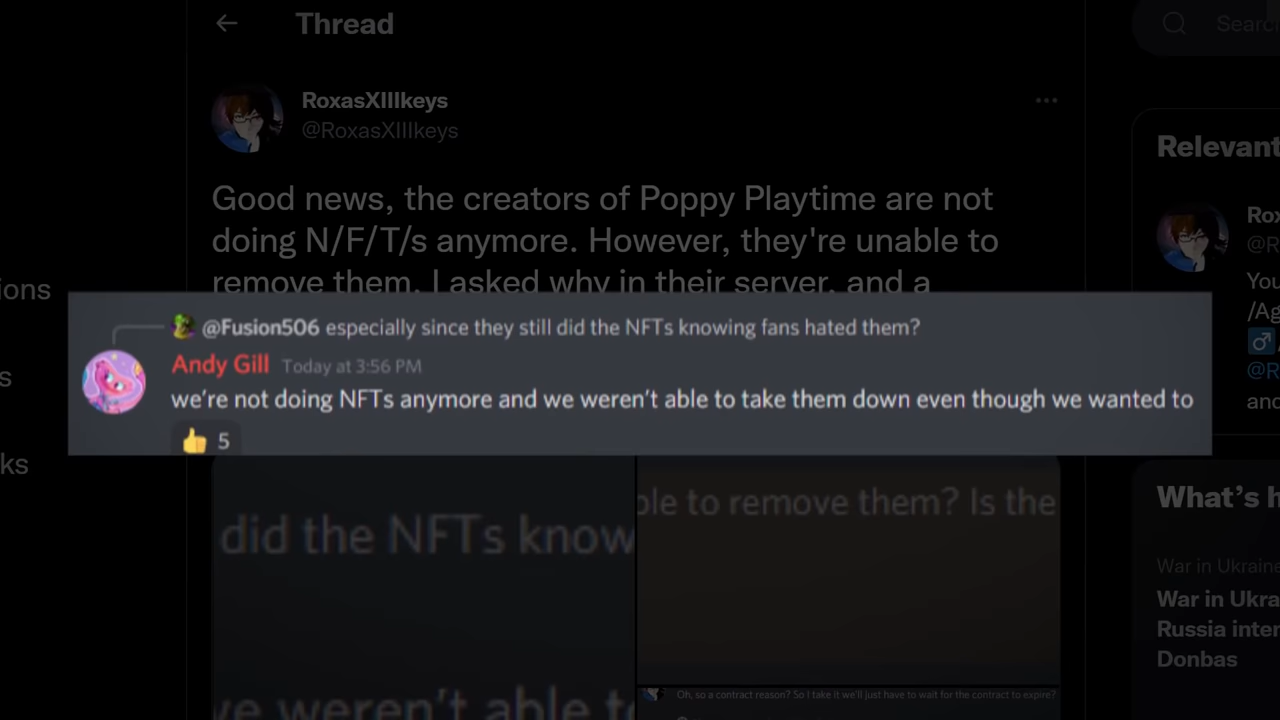 Thread
Searc
RoxasXIIIkeys
@RoxasXIIIkeys
Good news, the creators of Poppy Playtime are not
doing N/F/T/s anymore. However, they're unable to
remove them. I asked why in their server, and a
@Fusion506 especially since they still did the NFTs knowing fans hated them?
Andy Gill Today at 3:56 PM
we're not doing NFTs anymore and we weren't able to take them down even though we wanted to
👍 5
did the NFTs know
ve weren't able t
ble to remove them? Is the
Oh, so a contract reason? So I take it we'll just have to wait for the contract to expire?
ions
s
ks
Relevant
Rox
@R
You
/Ag
@R
and
What's h
War in Ukraine
War in Ukra
Russia inter
Donbas